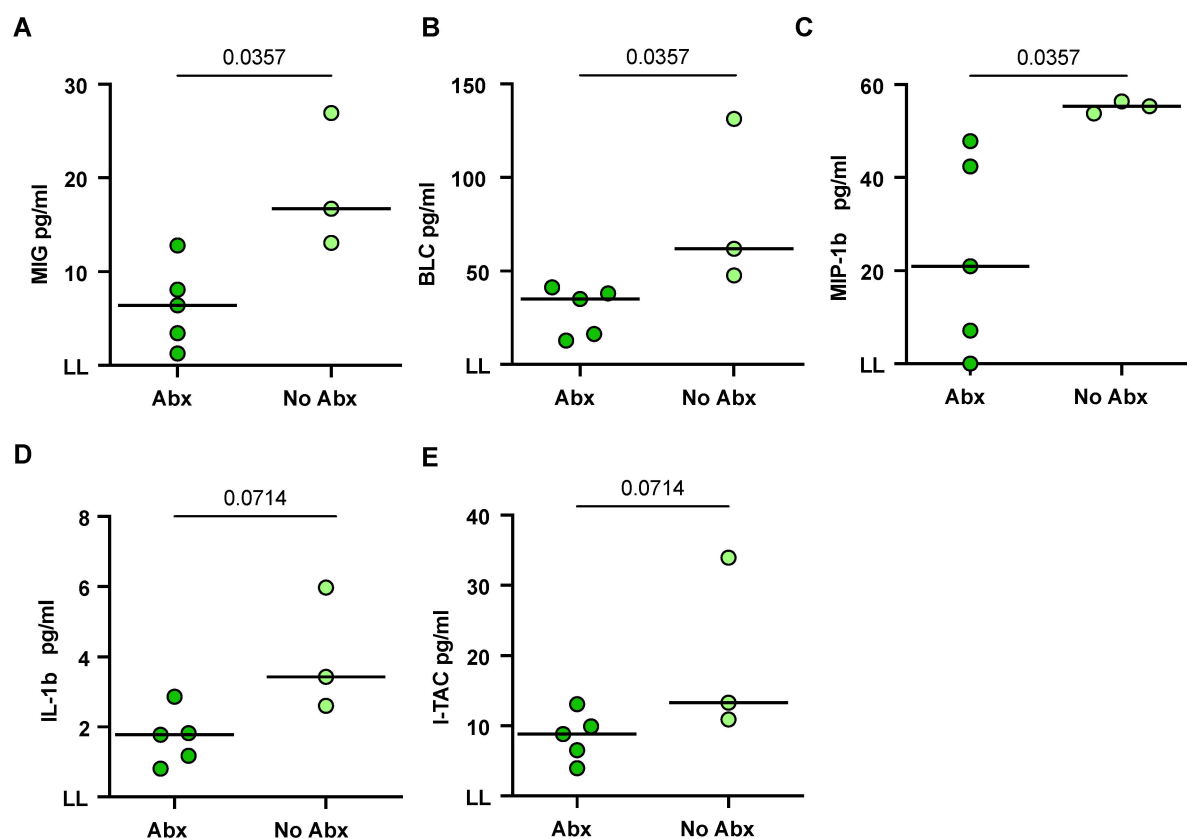 A
0.0357
30
20
10
LL
MIG pg/ml
Abx
No Abx
B
0.0357
150
100
50
LL
BLC pg/ml
Abx
No Abx
C
0.0357
60
40
20
LL
MIP-1b pg/ml
Abx
No Abx
D
0.0714
8
6
4
2
LL
IL-1b pg/ml
Abx
No Abx
E
0.0714
40
30
20
10
LL
I-TAC pg/ml
Abx
No Abx